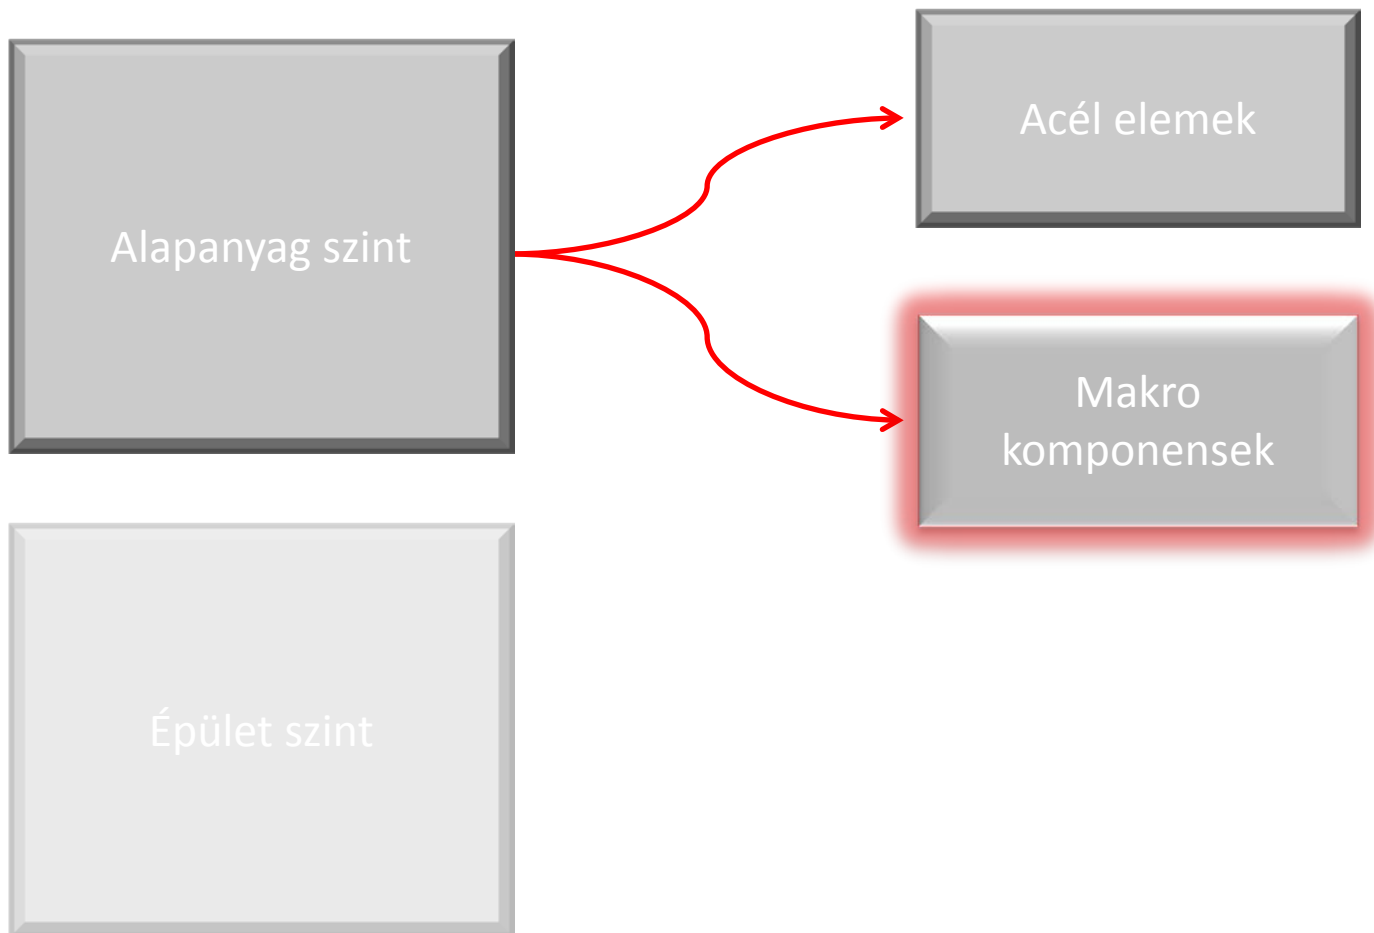 Alapanyag szint
Acél elemek
Makro
komponensek
Épület szint